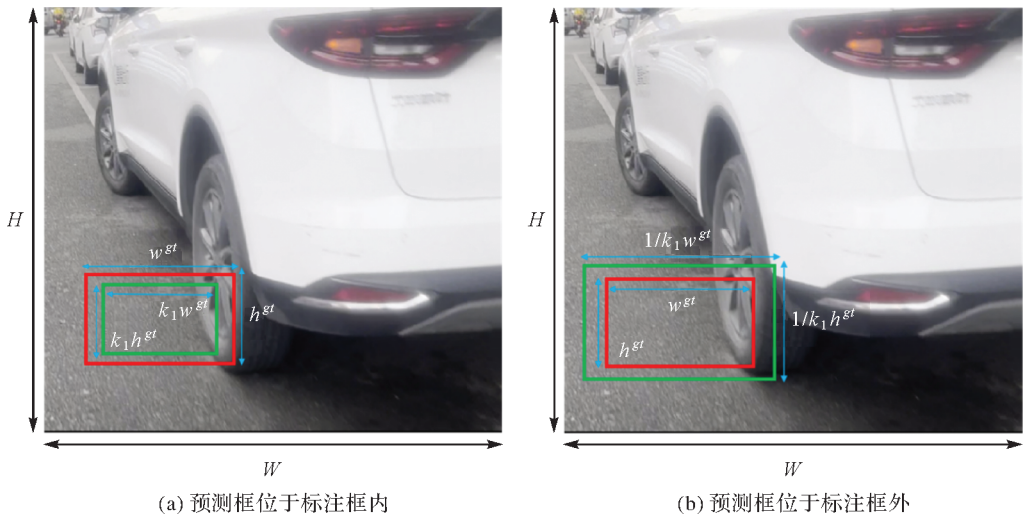 H
w^{gt}
k_1w^{gt}
k_1h^{gt}
h^{gt}
W
(a) 预测框位于标注框内
H
1/k_1w^{gt}
w^{gt}
h^{gt}
1/k_1h^{gt}
W
(b) 预测框位于标注框外